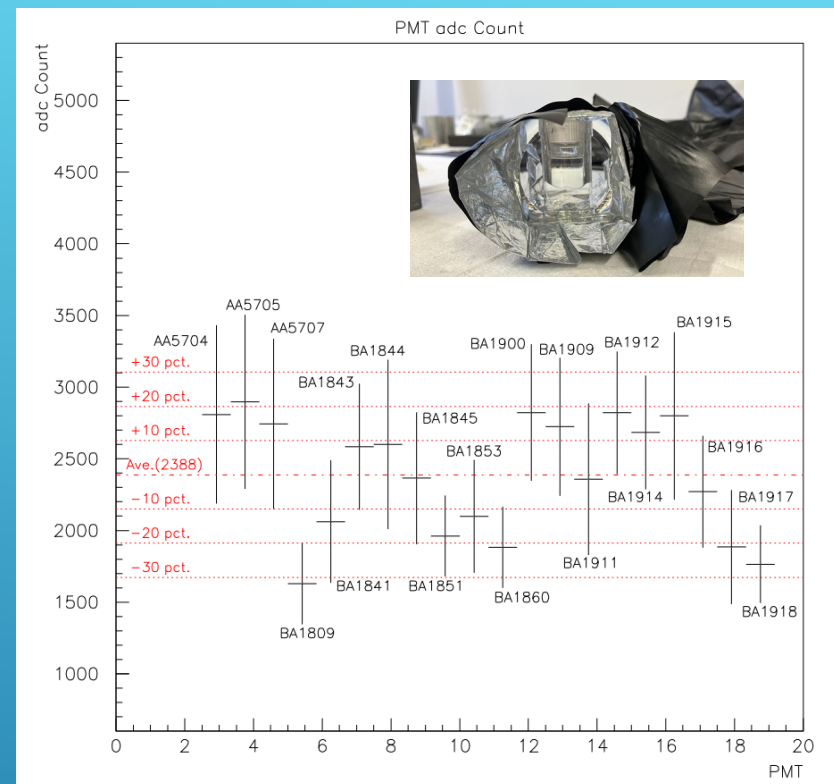 PMT adc Count
adc Count
5000
4500
4000
3500
3000
2500
2000
1500
1000
AA5704
AA5705
AA5707
BA1809
BA1841
BA1843
BA1844
BA1845
BA1851
BA1853
BA1860
BA1900
BA1909
BA1911
BA1912
BA1914
BA1915
BA1916
BA1917
BA1918
+30 pct.
+20 pct.
+10 pct.
Ave.(2388)
−10 pct.
−20 pct.
−30 pct.
0 2 4 6 8 10 12 14 16 18 20
PMT